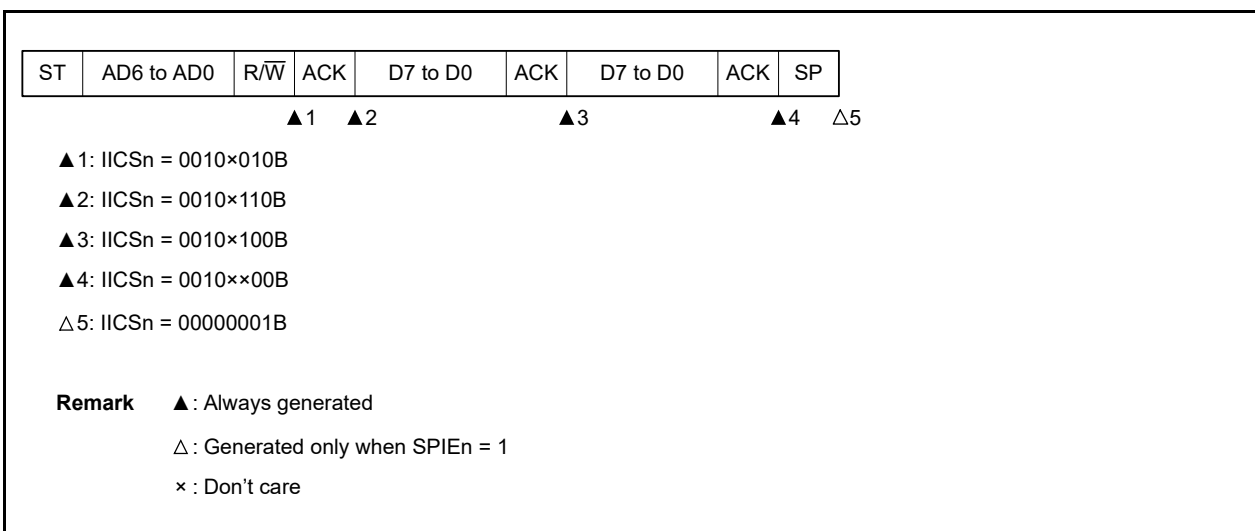 ST AD6 to AD0 R/W̅ ACK D7 to D0 ACK D7 to D0 ACK SP
▲1 ▲2 ▲3 ▲4 △5
▲1: IICSn = 0010×010B
▲2: IICSn = 0010×110B
▲3: IICSn = 0010×100B
▲4: IICSn = 0010××00B
△5: IICSn = 00000001B
Remark ▲: Always generated
△: Generated only when SPIEn = 1
×: Don’t care